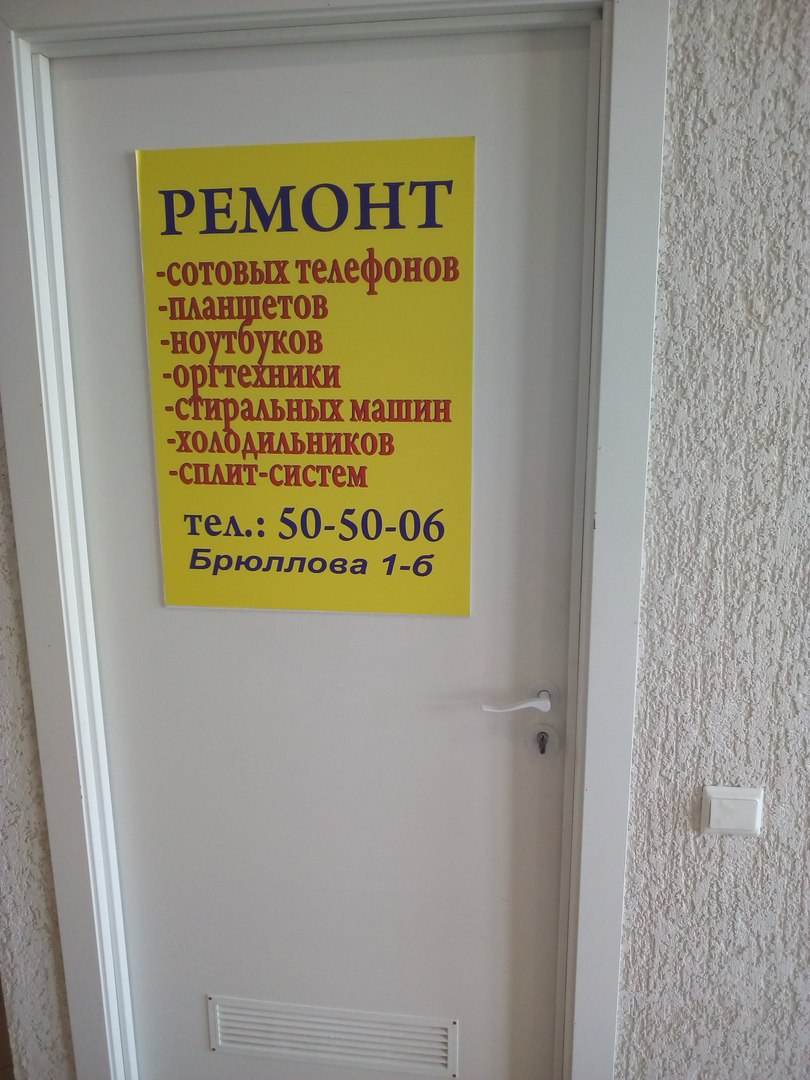 РЕМОНТ
-сотовых телефонов
-планшетов
-ноутбуков
-оргтехники
-стиральных машин
-холодильников
-сплит-систем
тел.: 50-50-06
Брюллова 1-б